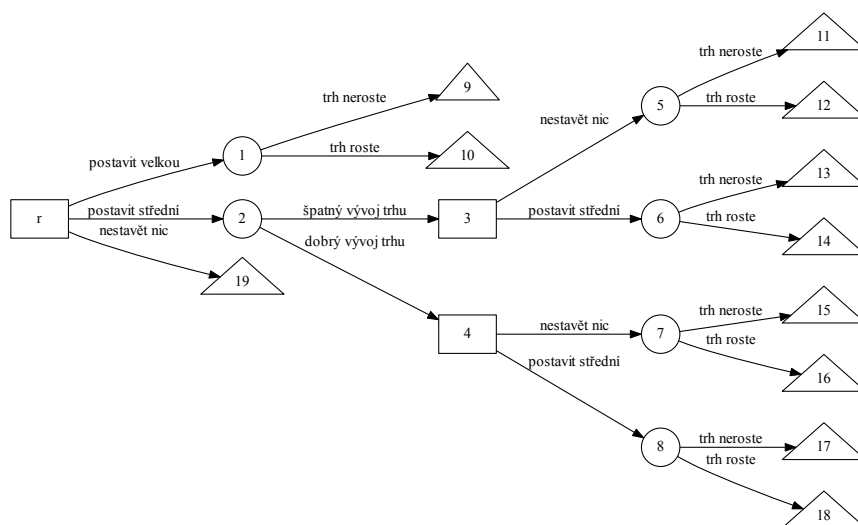 11
trh neroste
9
5
trh roste
12
trh neroste
nestavět nic
1
trh roste
10
postavit velkou
13
trh neroste
r
postavit střední
2
špatný vývoj trhu
3
postavit střední
6
trh roste
nestavět nic
dobrý vývoj trhu
14
19
15
trh neroste
4
nestavět nic
7
trh roste
postavit střední
16
8
trh neroste
17
trh roste
18